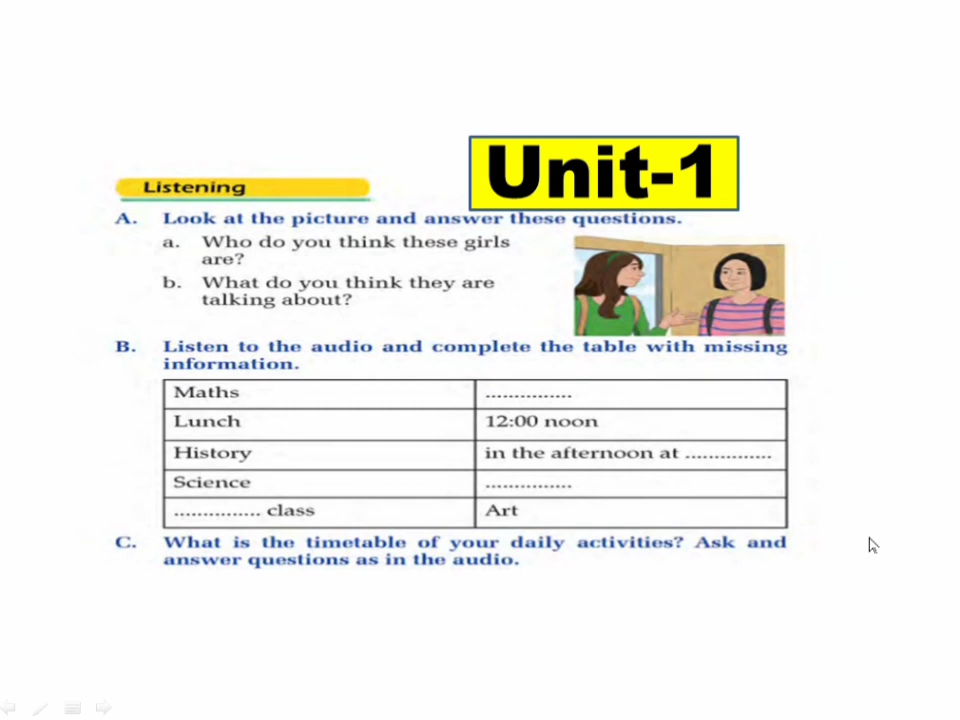 Unit-1
Listening
A. Look at the picture and answer these questions.
a. Who do you think these girls
are?
b. What do you think they are
talking about?
B. Listen to the audio and complete the table with missing
information.
Maths ...............
Lunch 12:00 noon
History in the afternoon at ...............
Science ...............
............... class Art
C. What is the timetable of your daily activities? Ask and
answer questions as in the audio.